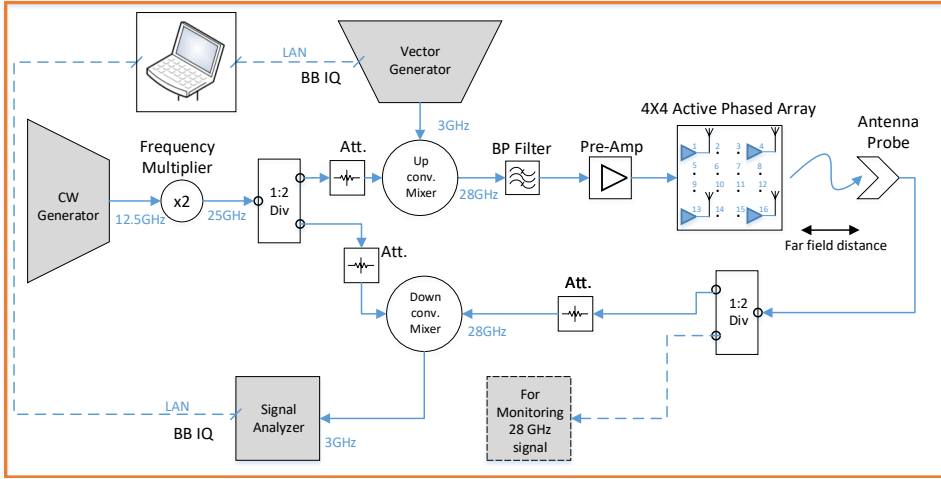 LAN
LAN
BB IQ
Vector
Generator
3GHz
4X4 Active Phased Array
Antenna
Probe
Frequency
Multiplier
Att.
BP Filter
Pre-Amp
CW
Generator
12.5GHz
x2
25GHz
1:2
Div
Up
conv.
Mixer
28GHz
1 2 3 4
5 6 7 8
9 10 11 12
13 14 15 16
Far field distance
Att.
Down
conv.
Mixer
28GHz
Att.
1:2
Div
For
Monitoring
28 GHz
signal
LAN
BB IQ
Signal
Analyzer
3GHz